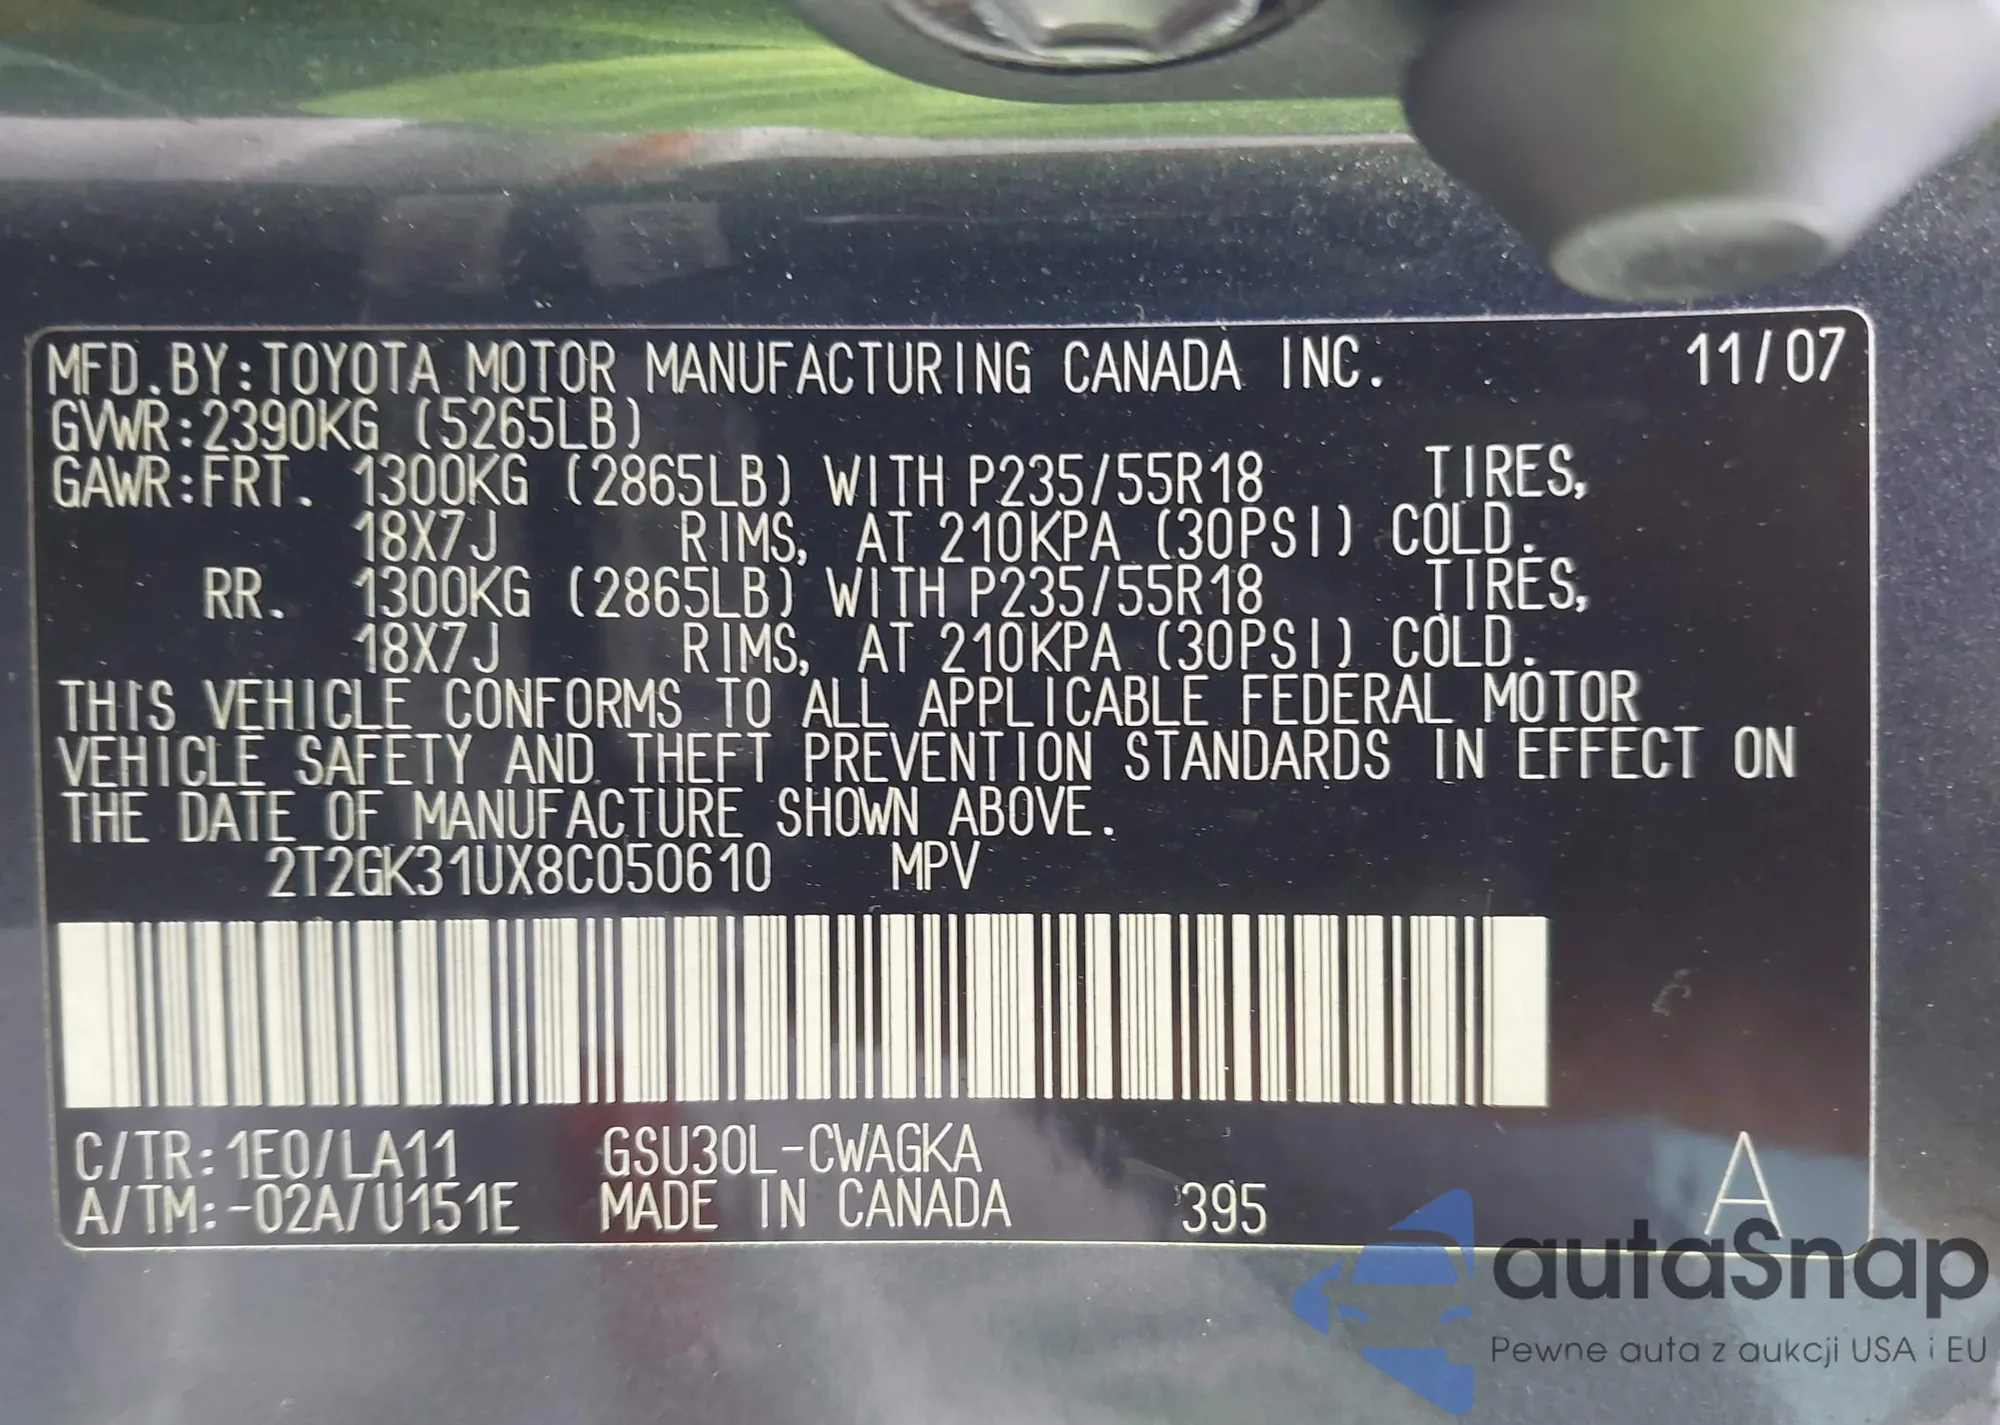 MFD.BY:TOYOTA MOTOR MANUFACTURING CANADA INC. 11/07
GVWR:2390KG (5265LB)
GAWR:FRT. 1300KG (2865LB) WITH P235/55R18 TIRES,
18X7J RIMS, AT 210KPA (30PSI) COLD.
RR. 1300KG (2865LB) WITH P235/55R18 TIRES,
18X7J RIMS, AT 210KPA (30PSI) COLD.
THIS VEHICLE CONFORMS TO ALL APPLICABLE FEDERAL MOTOR
VEHICLE SAFETY AND THEFT PREVENTION STANDARDS IN EFFECT ON
THE DATE OF MANUFACTURE SHOWN ABOVE.
2T2GK31UX8C050610 MPV
C/TR:1E0/LA11 GSU30L-CWAGKA
A/TM:-02A/U151E MADE IN CANADA 395 A
autoSnap
Pewne auta z aukcji USA i EU